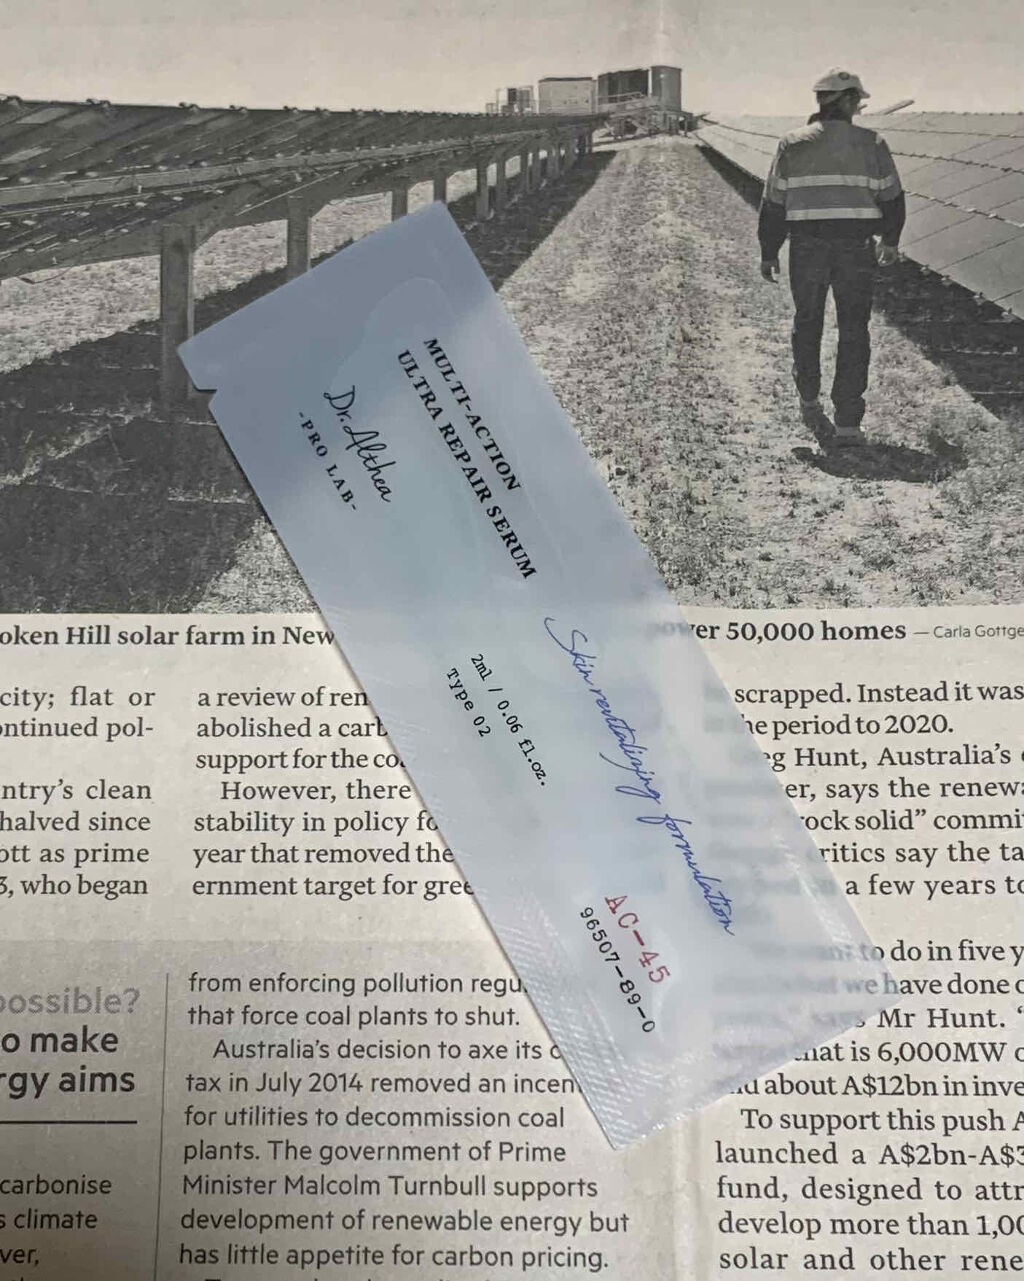 MULTI-ACTION
ULTRA REPAIR SERUM
Dr. Althea
-PRO LAB-
Skin revitalizing formulation
2ml / 0.06 fl.oz.
Type 02
AC-45
96507-89-0
oken Hill solar farm in New
wer 50,000 homes — Carla Gottge
city; flat or
ontinued pol-
ntry's clean
halved since
ott as prime
3, who began
ossible?
o make
rgy aims
carbonise
s climate
ver,
a review of ren
abolished a carb
support for the co
However, there
stability in policy fo
year that removed the
ernment target for gree
from enforcing pollution regu
that force coal plants to shut.
Australia's decision to axe its c
tax in July 2014 removed an incen
for utilities to decommission coal
plants. The government of Prime
Minister Malcolm Turnbull supports
development of renewable energy but
has little appetite for carbon pricing.
scrapped. Instead it was
he period to 2020.
eg Hunt, Australia's
er, says the renewa
rock solid" commi
ritics say the ta
a few years to
to do in five y
we have done
says Mr Hunt. "
that is 6,000MW
nd about A$12bn in inve
To support this push A
launched a A$2bn-A$3
fund, designed to attr
develop more than 1,00
solar and other rene